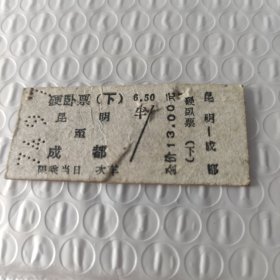 硬卧票（下） 6.50
昆明
至
成都
限乘当日 次车
全价13.00元
硬卧票（下）
昆明—成都